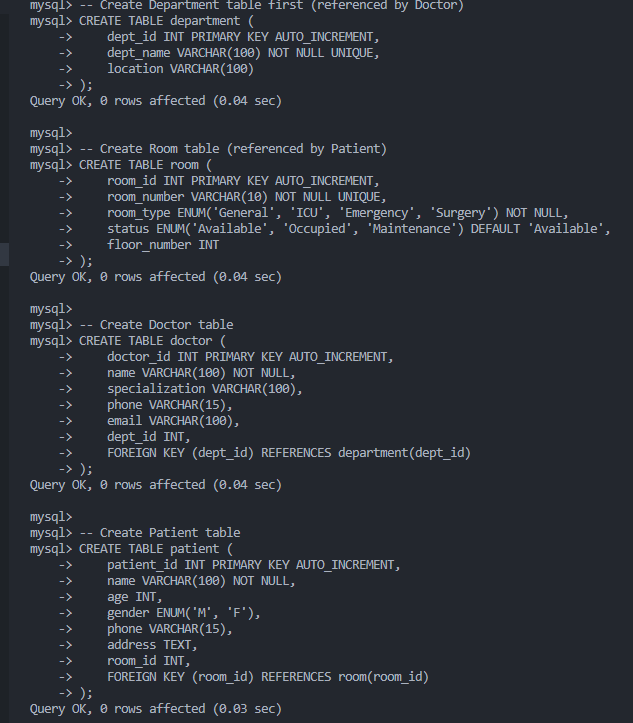 mysql> -- Create Department table first (referenced by Doctor)
mysql> CREATE TABLE department (
    ->     dept_id INT PRIMARY KEY AUTO_INCREMENT,
    ->     dept_name VARCHAR(100) NOT NULL UNIQUE,
    ->     location VARCHAR(100)
    -> );
Query OK, 0 rows affected (0.04 sec)

mysql>
mysql> -- Create Room table (referenced by Patient)
mysql> CREATE TABLE room (
    ->     room_id INT PRIMARY KEY AUTO_INCREMENT,
    ->     room_number VARCHAR(10) NOT NULL UNIQUE,
    ->     room_type ENUM('General', 'ICU', 'Emergency', 'Surgery') NOT NULL,
    ->     status ENUM('Available', 'Occupied', 'Maintenance') DEFAULT 'Available',
    ->     floor_number INT
    -> );
Query OK, 0 rows affected (0.04 sec)

mysql>
mysql> -- Create Doctor table
mysql> CREATE TABLE doctor (
    ->     doctor_id INT PRIMARY KEY AUTO_INCREMENT,
    ->     name VARCHAR(100) NOT NULL,
    ->     specialization VARCHAR(100),
    ->     phone VARCHAR(15),
    ->     email VARCHAR(100),
    ->     dept_id INT,
    ->     FOREIGN KEY (dept_id) REFERENCES department(dept_id)
    -> );
Query OK, 0 rows affected (0.04 sec)

mysql>
mysql> -- Create Patient table
mysql> CREATE TABLE patient (
    ->     patient_id INT PRIMARY KEY AUTO_INCREMENT,
    ->     name VARCHAR(100) NOT NULL,
    ->     age INT,
    ->     gender ENUM('M', 'F'),
    ->     phone VARCHAR(15),
    ->     address TEXT,
    ->     room_id INT,
    ->     FOREIGN KEY (room_id) REFERENCES room(room_id)
    -> );
Query OK, 0 rows affected (0.03 sec)